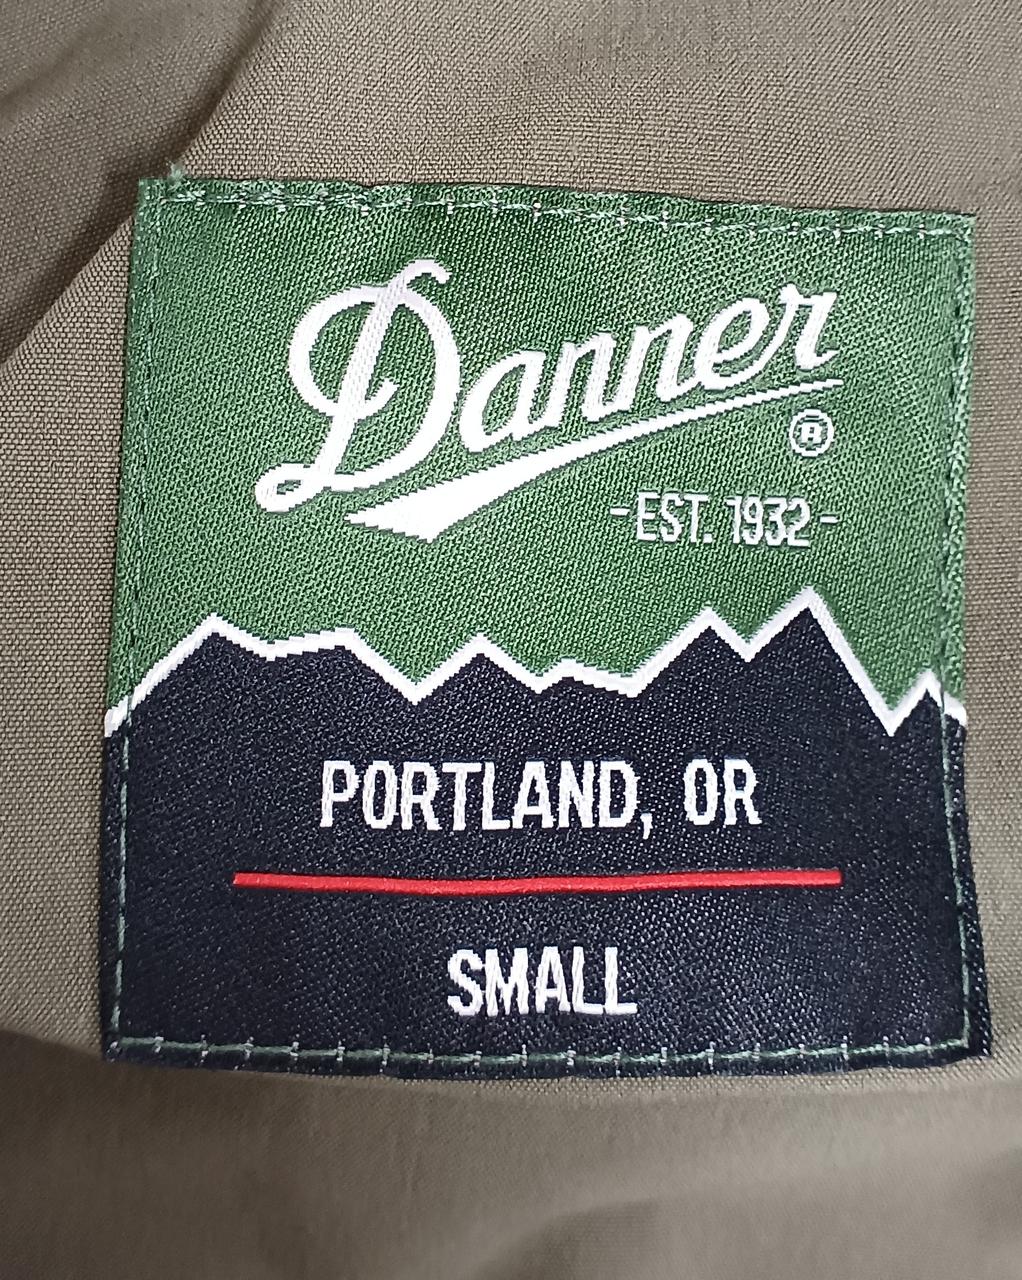 Danner
®
-EST. 1932-
PORTLAND, OR
SMALL